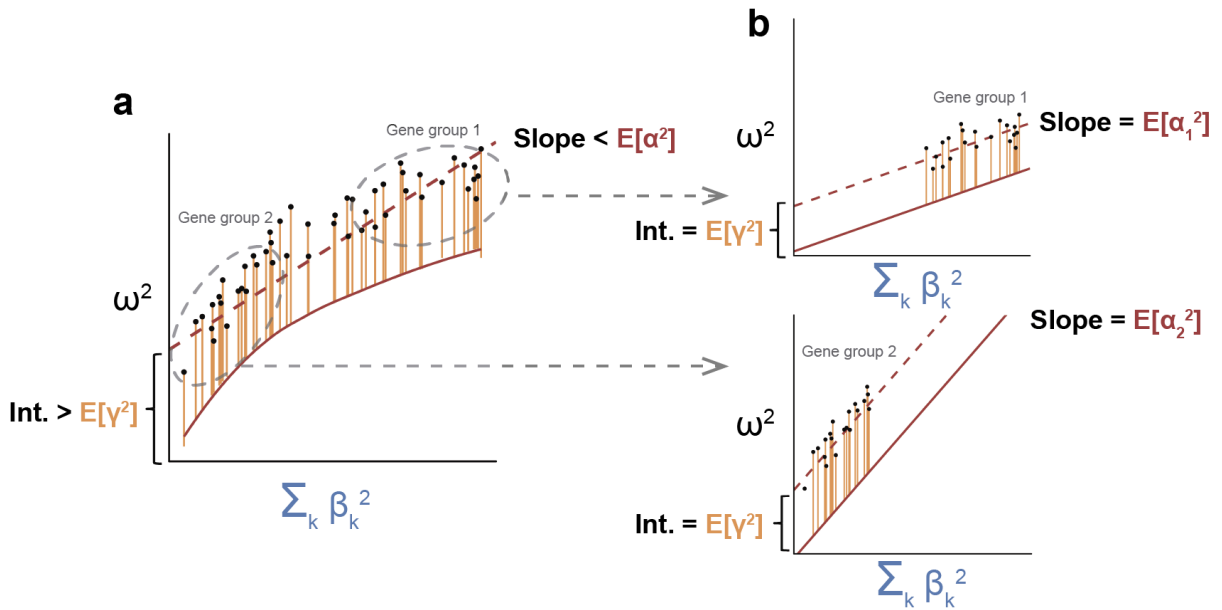 a
Gene group 1
Slope < E[α²]
Gene group 2
ω²
Int. > E[γ²]
Σₖ βₖ²
b
Gene group 1
ω²
Slope = E[α₁²]
Int. = E[γ²]
Σₖ βₖ²
Slope = E[α₂²]
Gene group 2
ω²
Int. = E[γ²]
Σₖ βₖ²